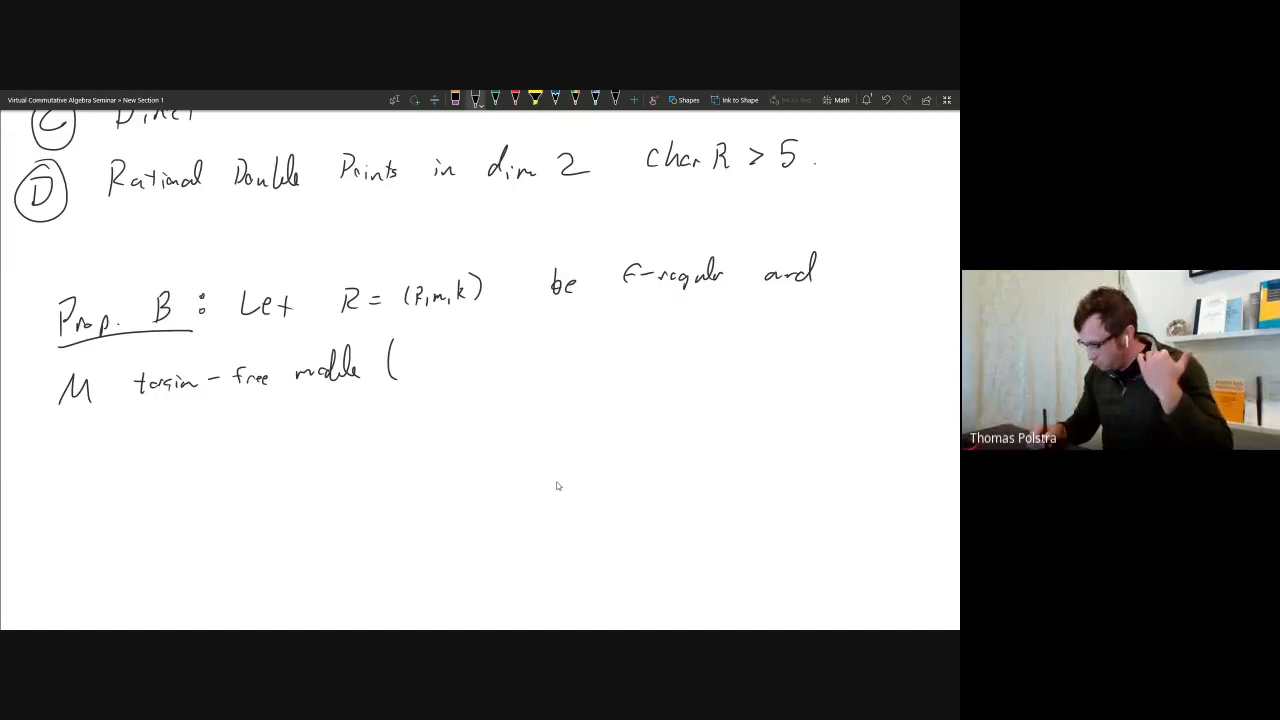 Virtual Commutative Algebra Seminar > New Section 1
Shapes
Ink to Shape
Math
C Direct
D Rational Double Points in dim 2 char R > 5.
Prop. B : Let R = (R,m,k) be F-regular and
M torsion-free module (
Thomas Polstra